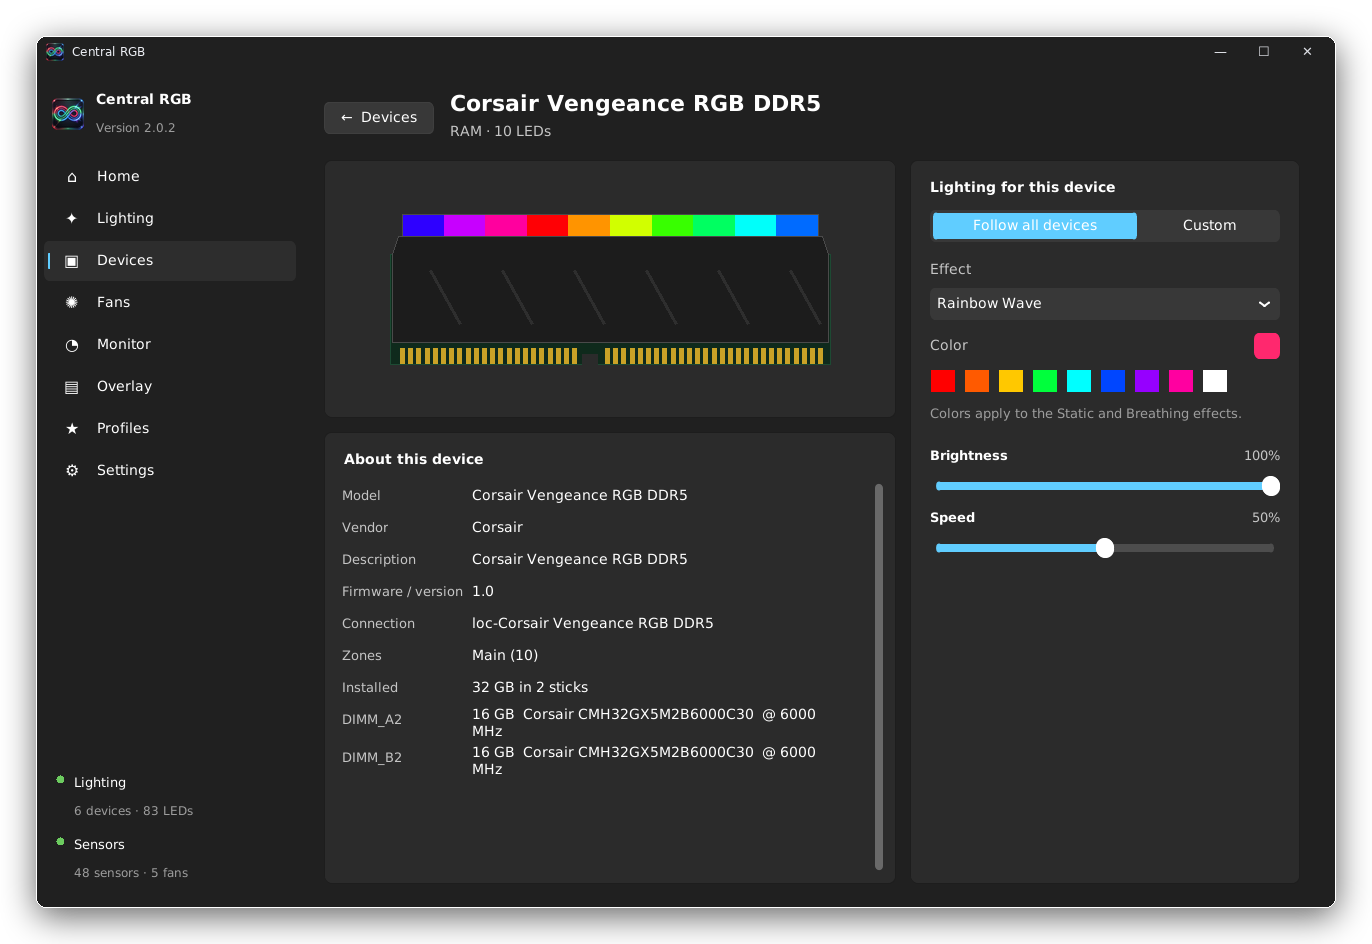 Central RGB
Central RGB
Version 2.0.2
Home
Lighting
Devices
Fans
Monitor
Overlay
Profiles
Settings
Lighting
6 devices · 83 LEDs
Sensors
48 sensors · 5 fans
← Devices
Corsair Vengeance RGB DDR5
RAM · 10 LEDs
About this device
Model Corsair Vengeance RGB DDR5
Vendor Corsair
Description Corsair Vengeance RGB DDR5
Firmware / version 1.0
Connection loc-Corsair Vengeance RGB DDR5
Zones Main (10)
Installed 32 GB in 2 sticks
DIMM_A2 16 GB  Corsair CMH32GX5M2B6000C30  @ 6000
MHz
DIMM_B2 16 GB  Corsair CMH32GX5M2B6000C30  @ 6000
MHz
Lighting for this device
Follow all devices Custom
Effect
Rainbow Wave
Color
Colors apply to the Static and Breathing effects.
Brightness 100%
Speed 50%